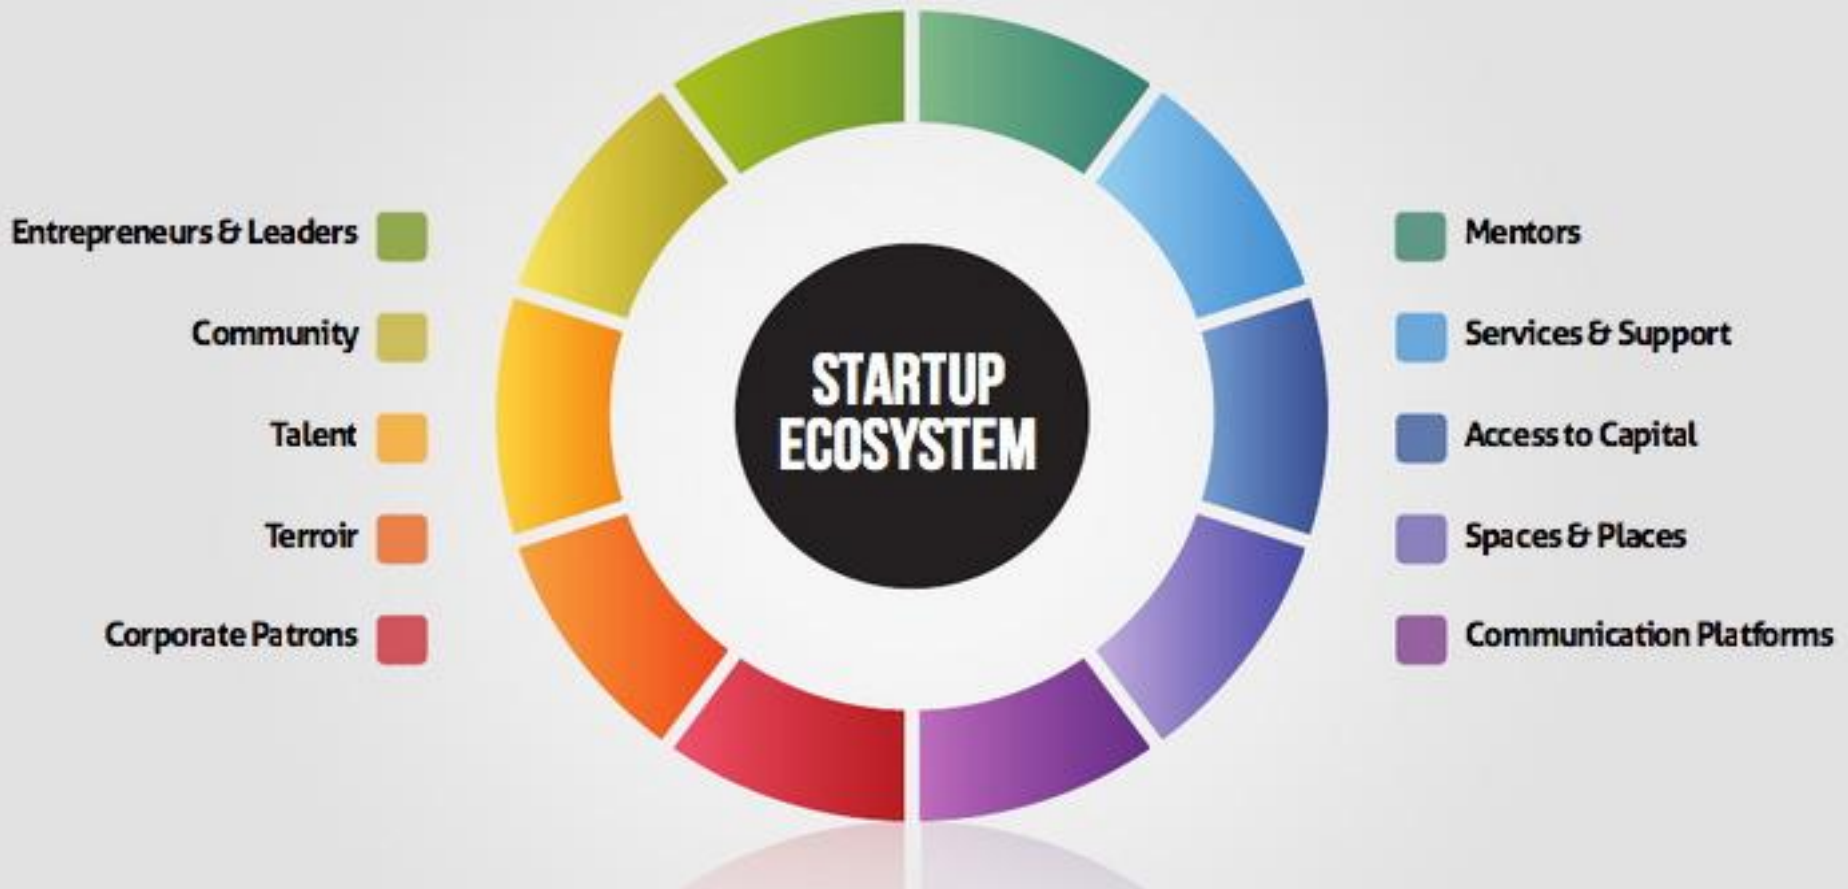 Entrepreneurs & Leaders
Community
Talent
Terroir
Corporate Patrons
STARTUP
ECOSYSTEM
Mentors
Services & Support
Access to Capital
Spaces & Places
Communication Platforms